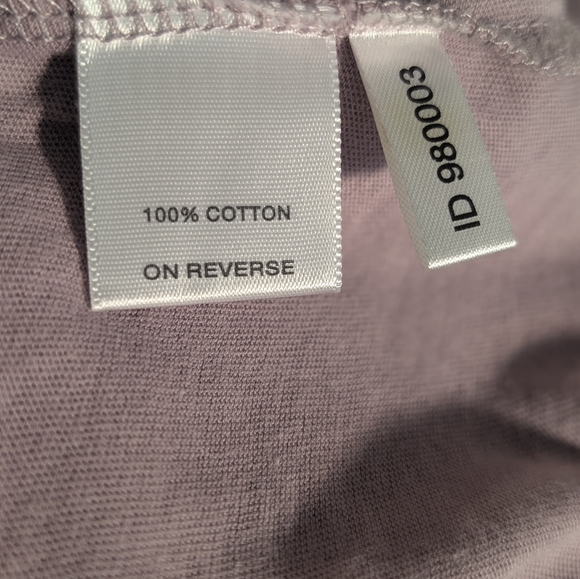 100% COTTON
ON REVERSE
ID 980003